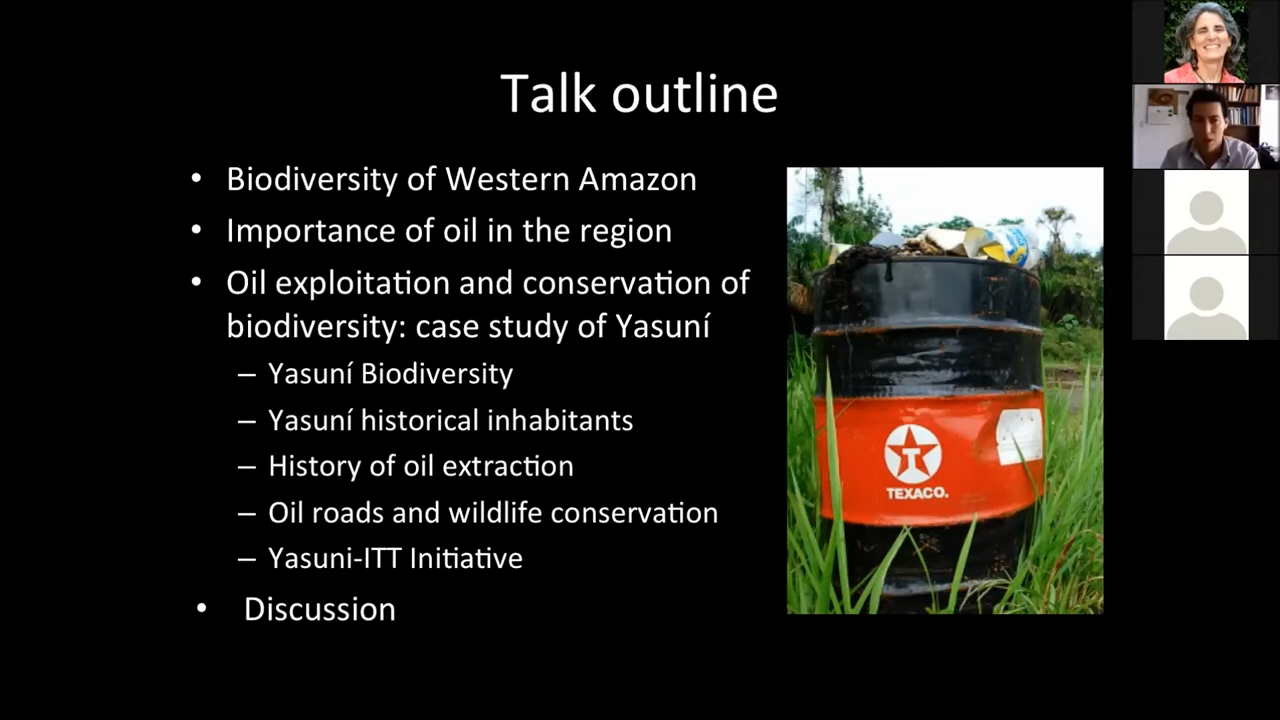 Talk outline
• Biodiversity of Western Amazon
• Importance of oil in the region
• Oil exploitation and conservation of
biodiversity: case study of Yasuní
– Yasuní Biodiversity
– Yasuní historical inhabitants
– History of oil extraction
– Oil roads and wildlife conservation
– Yasuni-ITT Initiative
• Discussion
T
TEXACO.